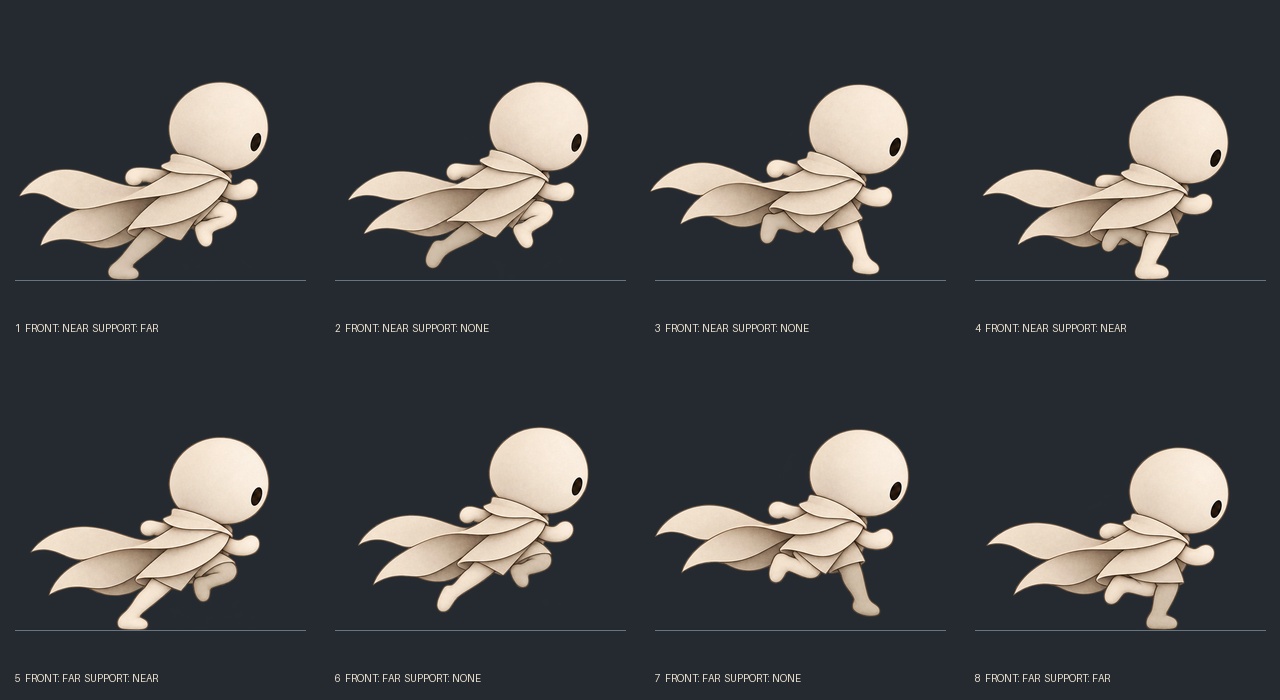 1 FRONT: NEAR SUPPORT: FAR
2 FRONT: NEAR SUPPORT: NONE
3 FRONT: NEAR SUPPORT: NONE
4 FRONT: NEAR SUPPORT: NEAR
5 FRONT: FAR SUPPORT: NEAR
6 FRONT: FAR SUPPORT: NONE
7 FRONT: FAR SUPPORT: NONE
8 FRONT: FAR SUPPORT: FAR